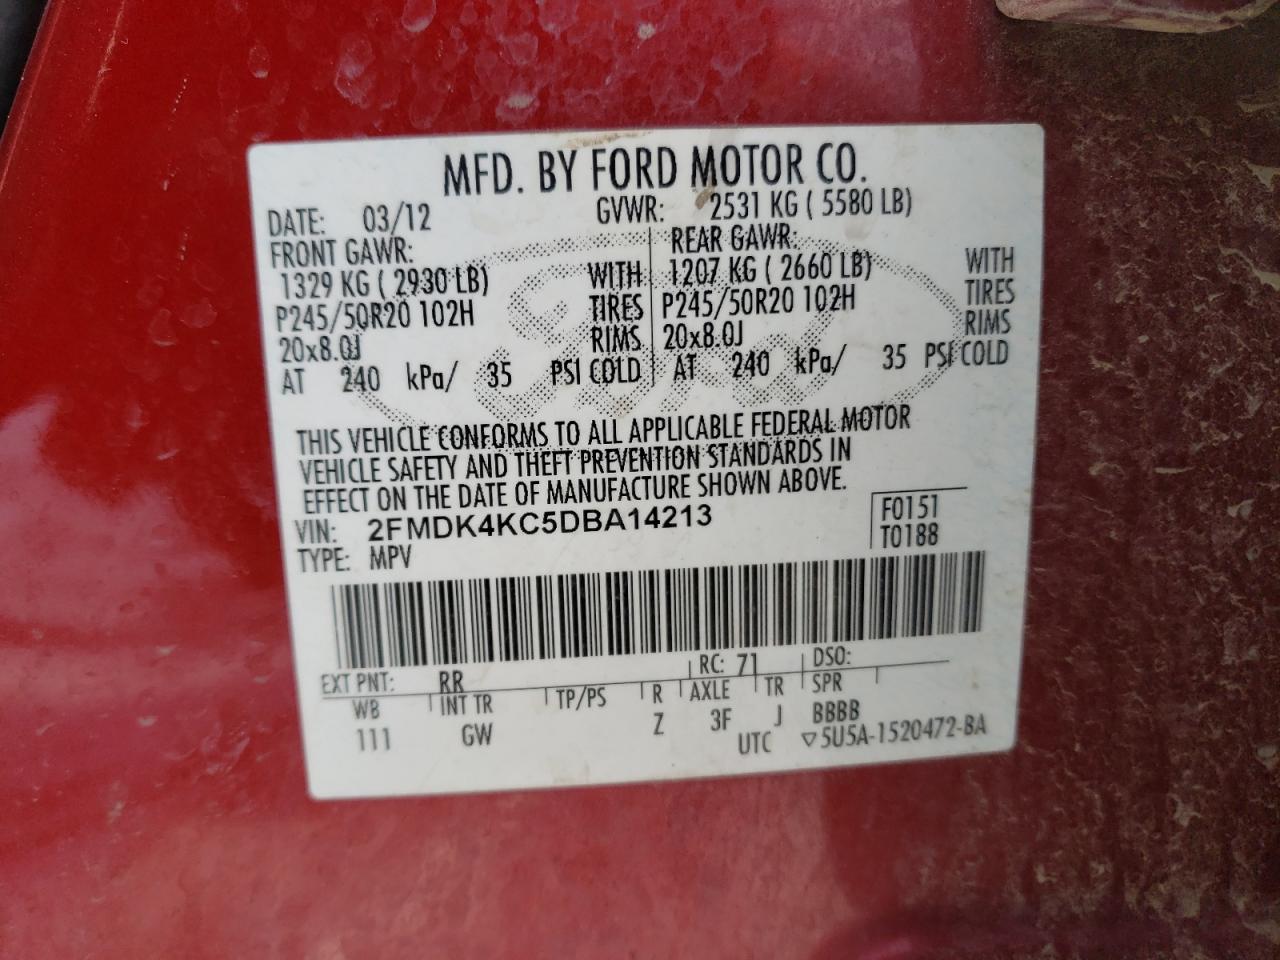 MFD. BY FORD MOTOR CO.
DATE: 03/12 GVWR: 2531 KG ( 5580 LB)
FRONT GAWR: REAR GAWR:
1329 KG ( 2930 LB) WITH 1207 KG ( 2660 LB) WITH
P245/50R20 102H TIRES P245/50R20 102H TIRES
20x8.0J RIMS 20x8.0J RIMS
AT 240 kPa/ 35 PSI COLD AT 240 kPa/ 35 PSI COLD
THIS VEHICLE CONFORMS TO ALL APPLICABLE FEDERAL MOTOR
VEHICLE SAFETY AND THEFT PREVENTION STANDARDS IN
EFFECT ON THE DATE OF MANUFACTURE SHOWN ABOVE.
VIN: 2FMDK4KC5DBA14213 F0151
TYPE: MPV T0188
EXT PNT: RR RC: 71 DSO:
WB INT TR TP/PS R AXLE TR SPR
111 GW Z 3F J BBBB
UTC ▽5U5A-1520472-BA
Ford